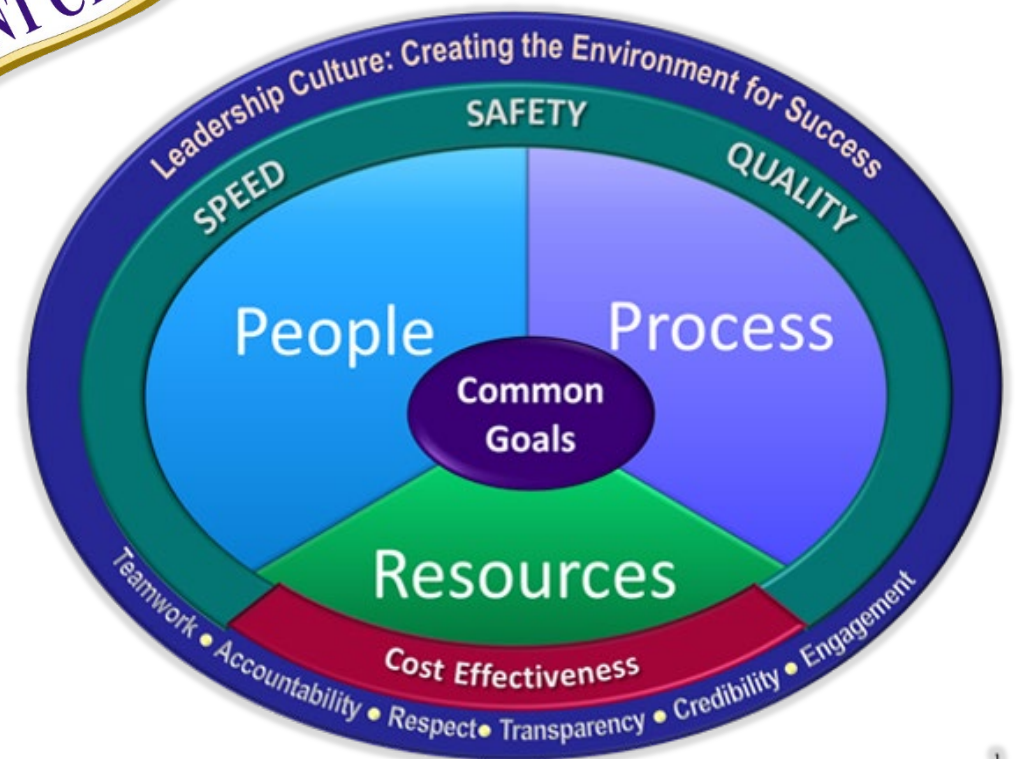 Leadership Culture: Creating the Environment for Success
SAFETY
SPEED
QUALITY
People
Process
Common
Goals
Resources
Cost Effectiveness
Teamwork • Accountability • Respect• Transparency • Credibility • Engagement